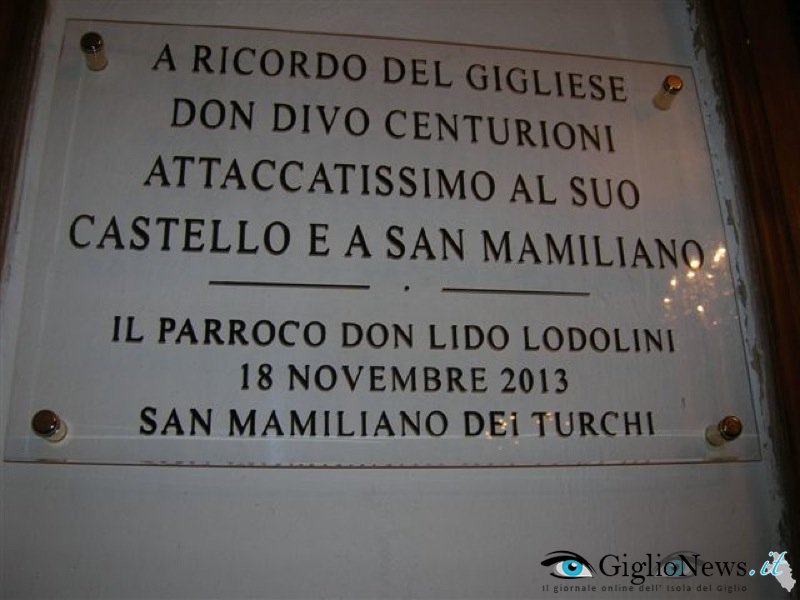 A RICORDO DEL GIGLIESE
DON DIVO CENTURIONI
ATTACCATISSIMO AL SUO
CASTELLO E A SAN MAMILIANO
IL PARROCO DON LIDO LODOLINI
18 NOVEMBRE 2013
SAN MAMILIANO DEI TURCHI
GiglioNews.it
Il giornale online dell' Isola del Giglio